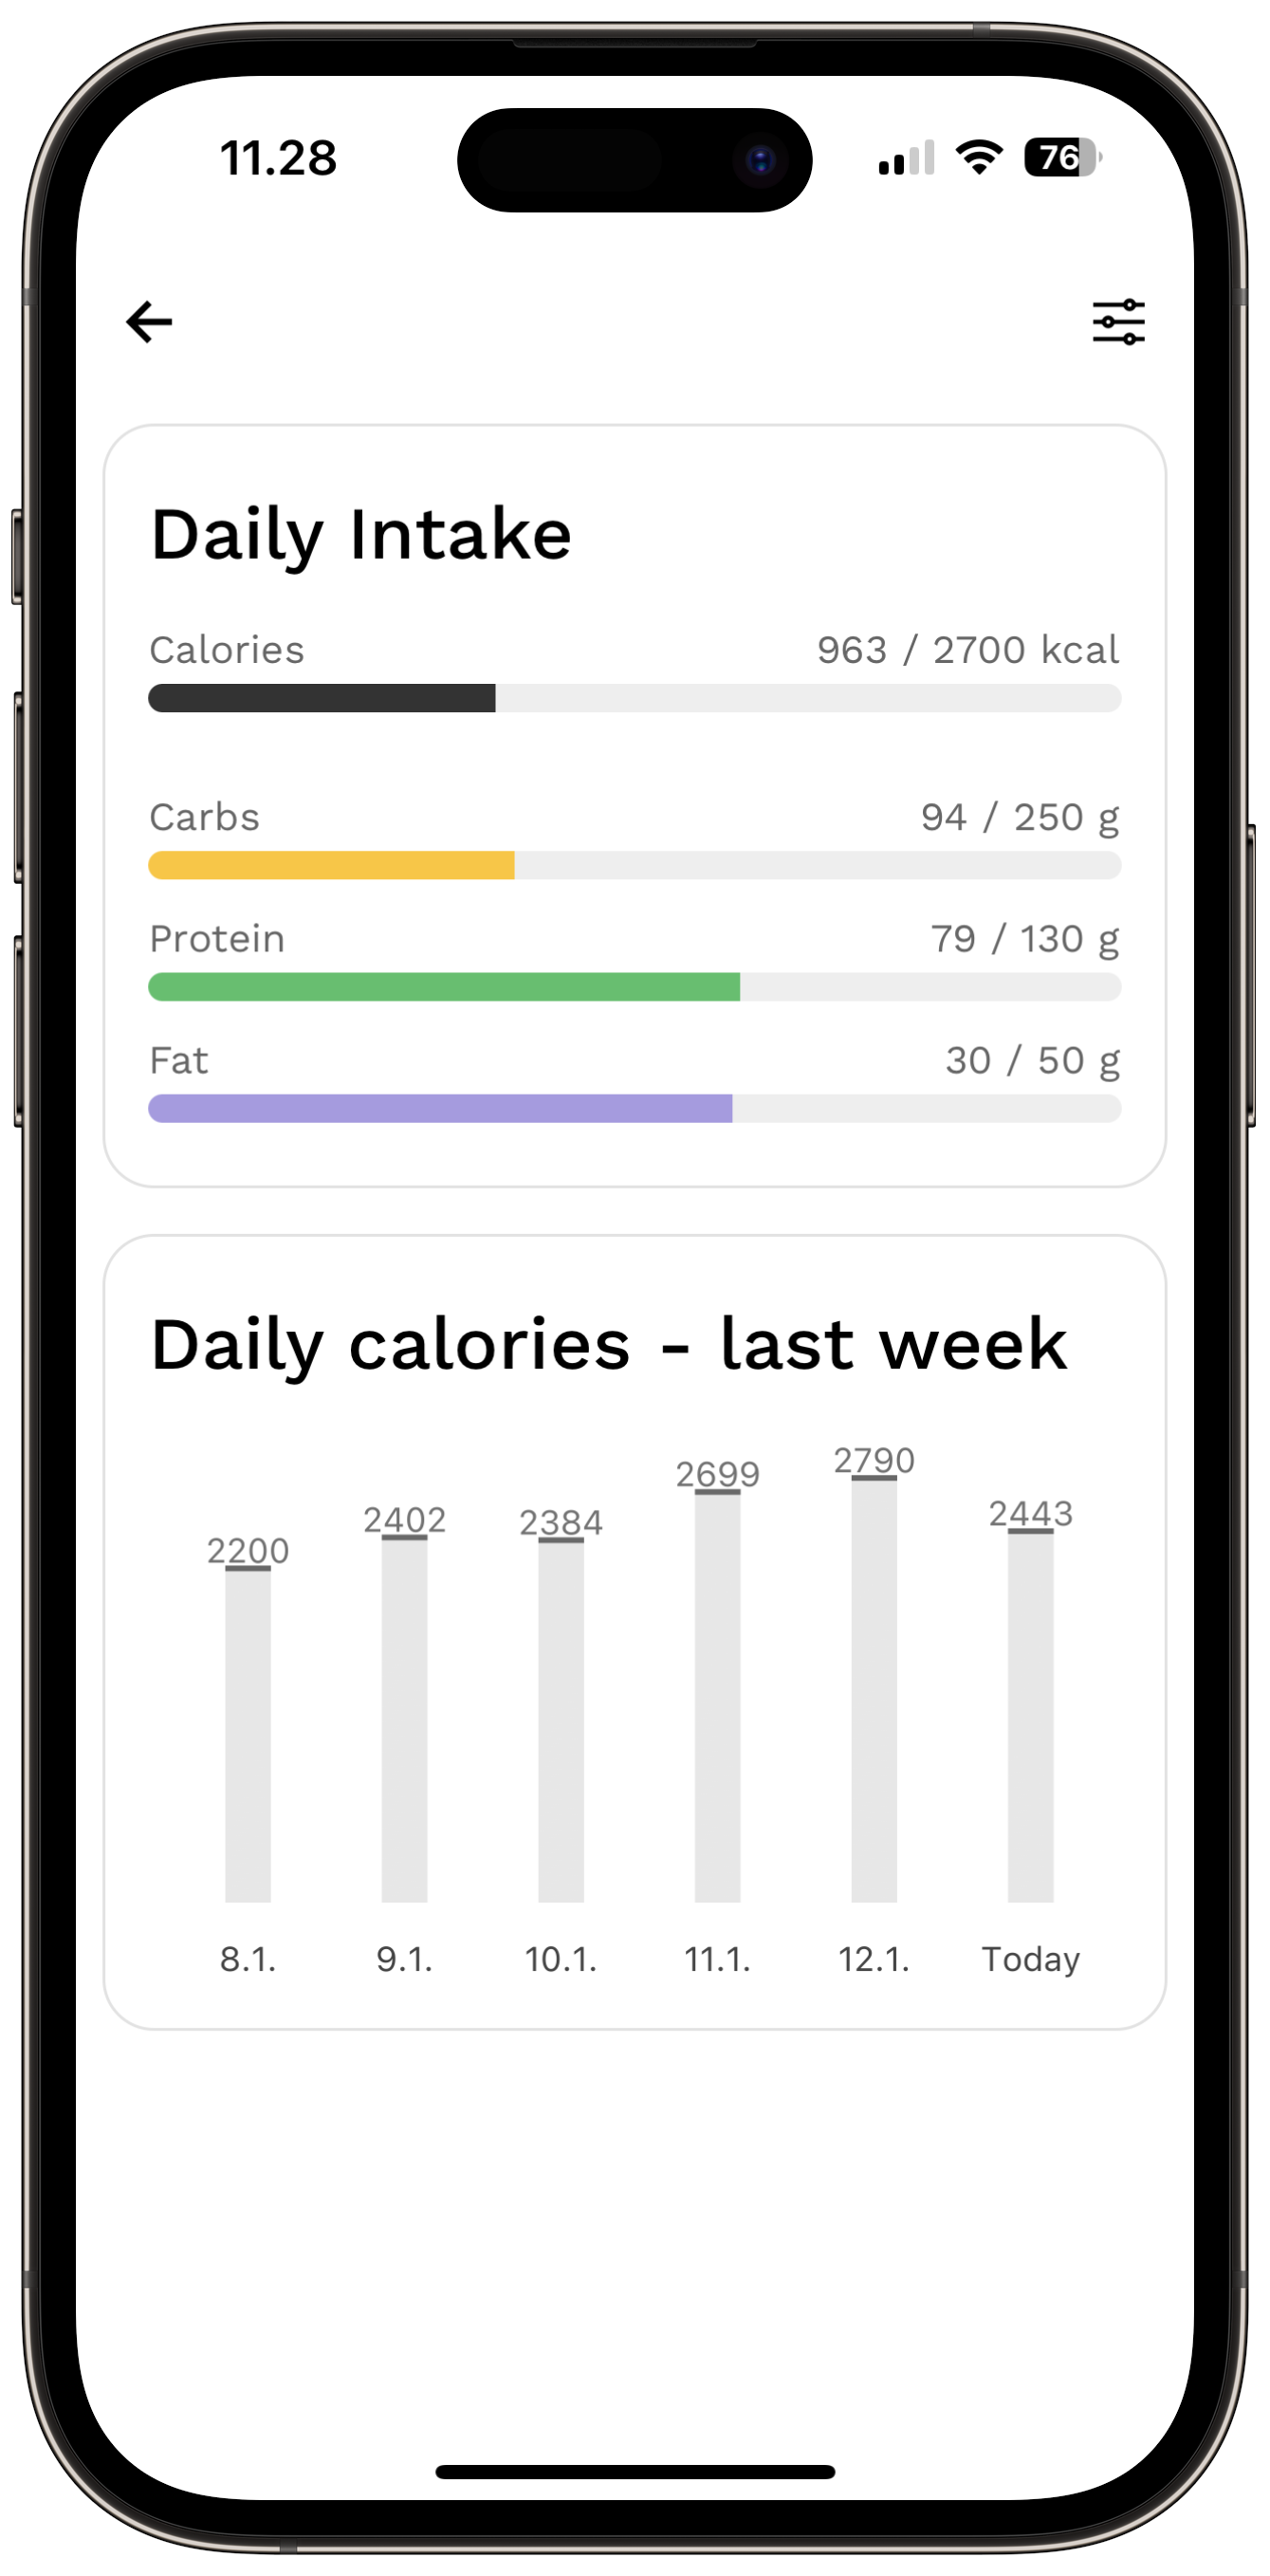 11.28
76
Daily Intake
Calories 963 / 2700 kcal
Carbs 94 / 250 g
Protein 79 / 130 g
Fat 30 / 50 g
Daily calories - last week
2200 2402 2384 2699 2790 2443
8.1. 9.1. 10.1. 11.1. 12.1. Today